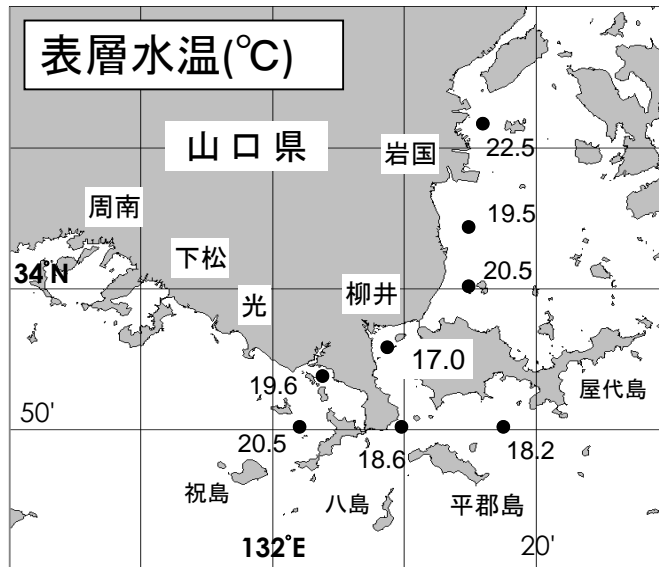 表層水温(℃)
山口県
岩国
22.5
周南
19.5
下松
34°N
20.5
光
柳井
17.0
19.6
屋代島
50'
20.5
18.6
18.2
祝島
八島
平郡島
132°E
20'